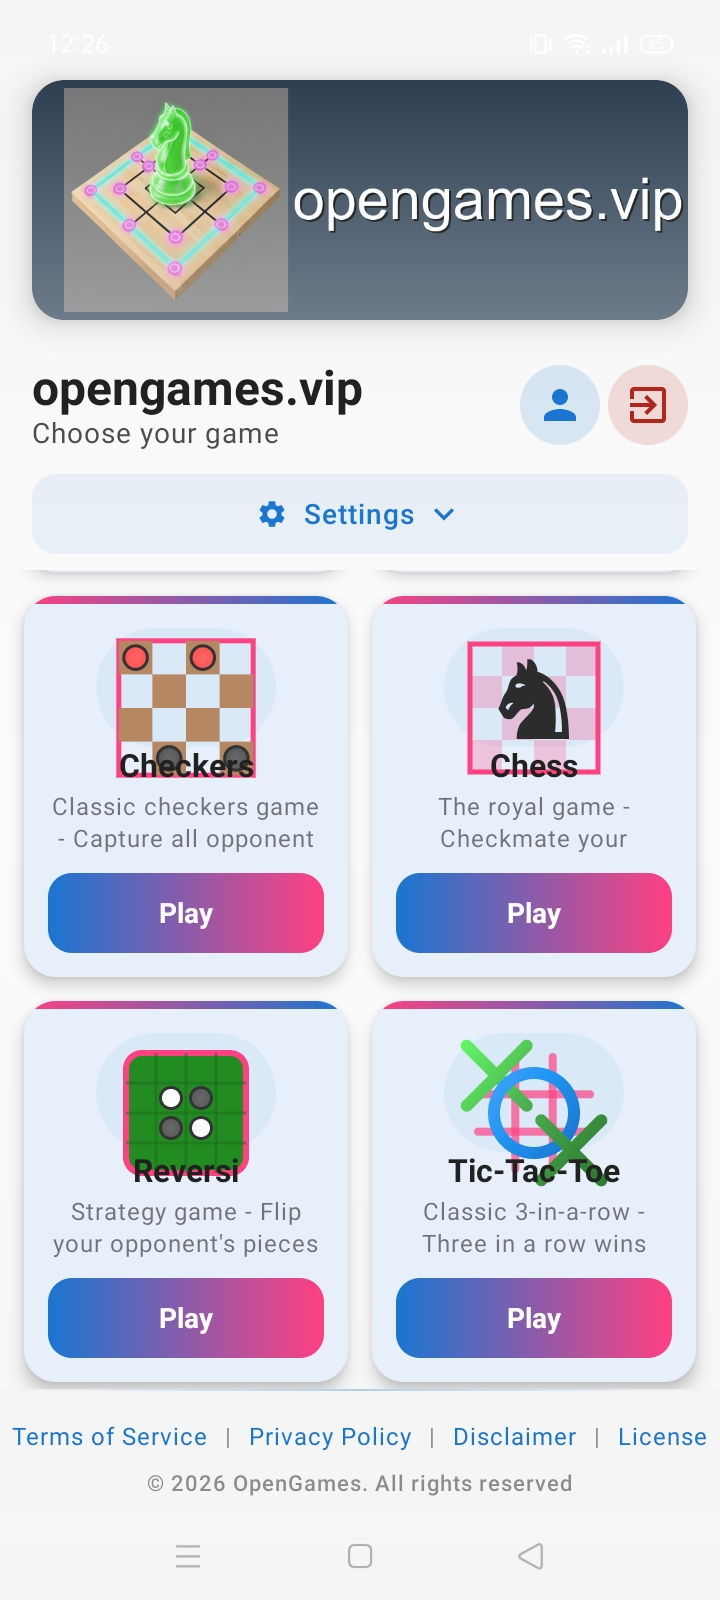 12:26
45
opengames.vip
opengames.vip
Choose your game
Settings
Checkers
Classic checkers game
- Capture all opponent
Play
Chess
The royal game -
Checkmate your
Play
Reversi
Strategy game - Flip
your opponent's pieces
Play
Tic-Tac-Toe
Classic 3-in-a-row -
Three in a row wins
Play
Terms of Service | Privacy Policy | Disclaimer | License
© 2026 OpenGames. All rights reserved